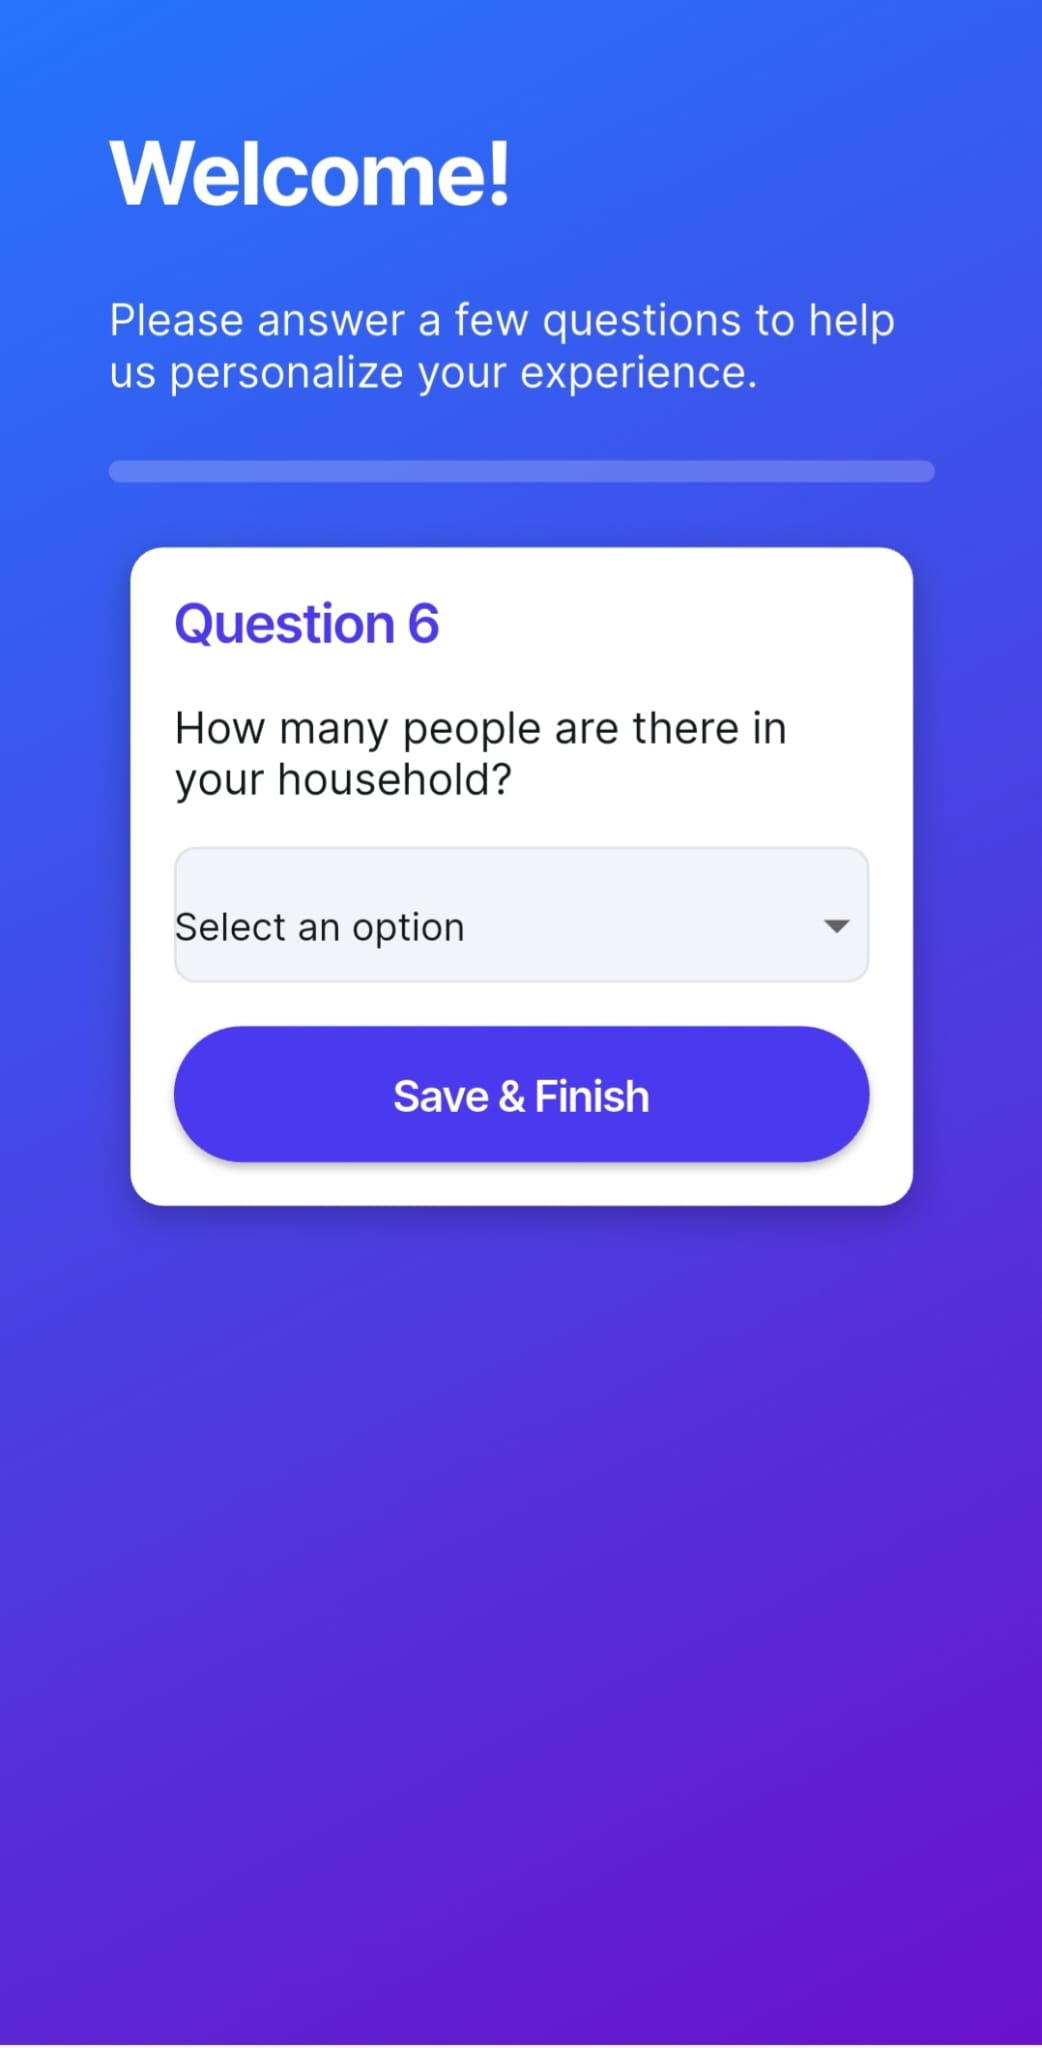 Welcome!
Please answer a few questions to help
us personalize your experience.
Question 6
How many people are there in
your household?
Select an option
Save & Finish